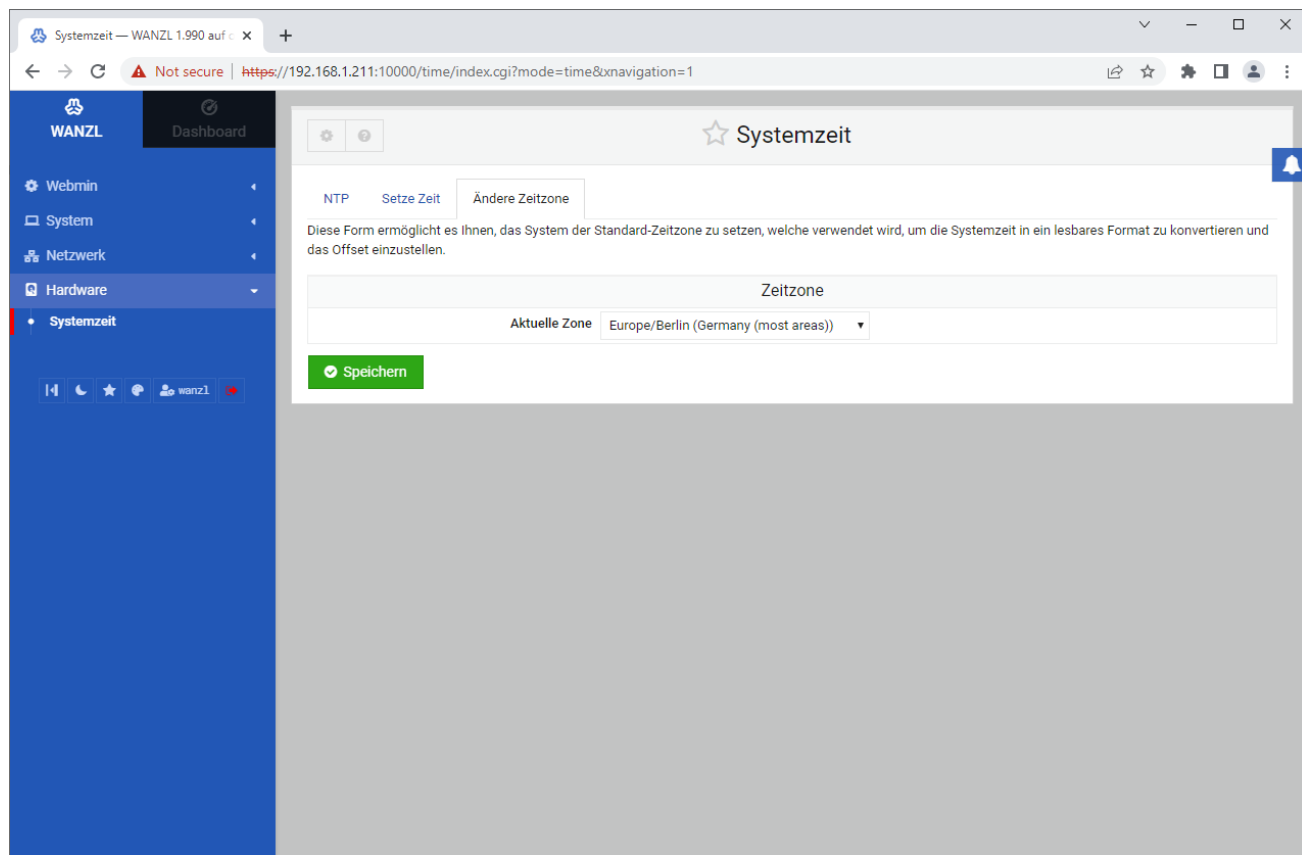 Systemzeit — WANZL 1.990 auf
Not secure | https://192.168.1.211:10000/time/index.cgi?mode=time&xnavigation=1
WANZL
Dashboard
Webmin
System
Netzwerk
Hardware
Systemzeit
wanzl
Systemzeit
NTP Setze Zeit Ändere Zeitzone
Diese Form ermöglicht es Ihnen, das System der Standard-Zeitzone zu setzen, welche verwendet wird, um die Systemzeit in ein lesbares Format zu konvertieren und
das Offset einzustellen.
Zeitzone
Aktuelle Zone Europe/Berlin (Germany (most areas))
Speichern